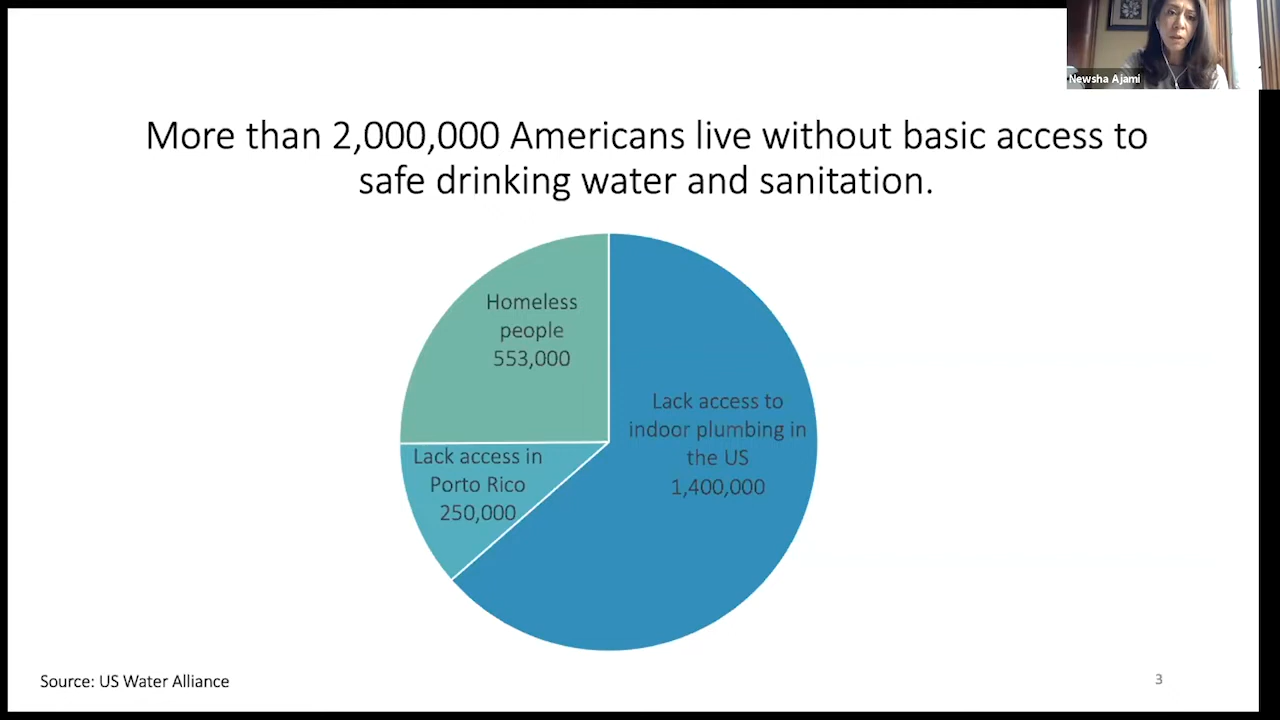 Newsha Ajami
More than 2,000,000 Americans live without basic access to
safe drinking water and sanitation.
Homeless
people
553,000
Lack access to
indoor plumbing in
the US
1,400,000
Lack access in
Porto Rico
250,000
Source: US Water Alliance
3